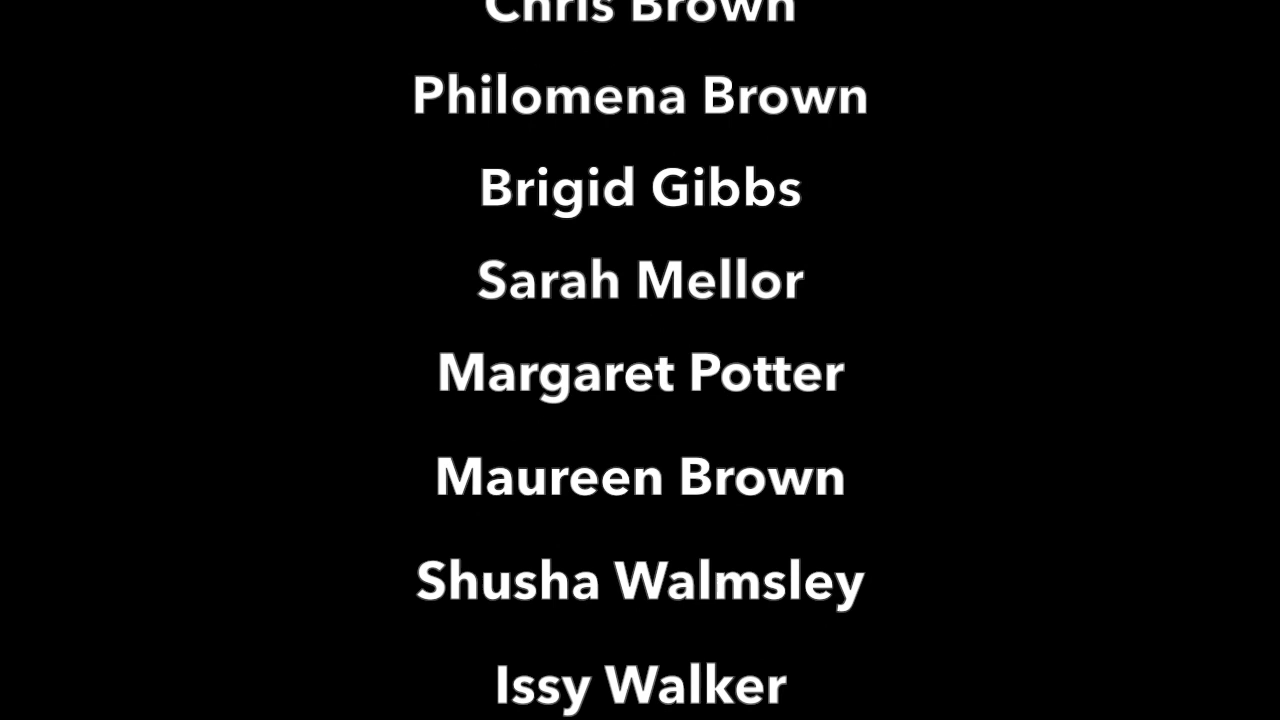 Chris Brown
Philomena Brown
Brigid Gibbs
Sarah Mellor
Margaret Potter
Maureen Brown
Shusha Walmsley
Issy Walker